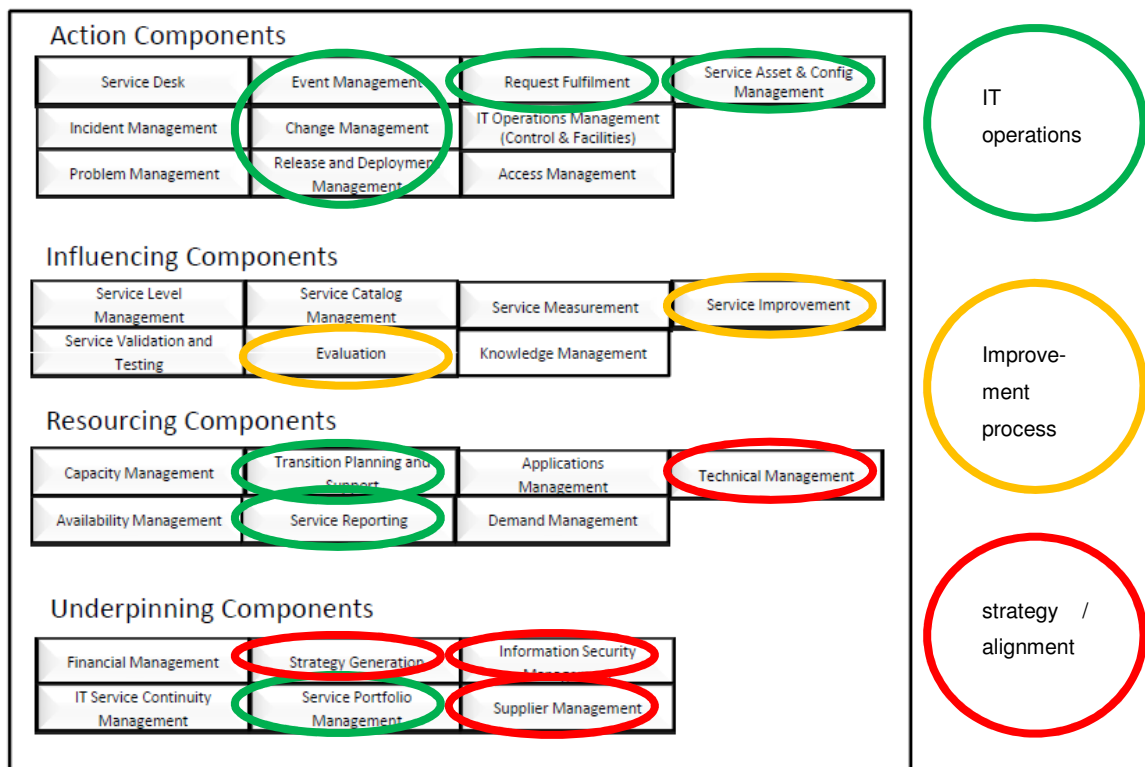 Action Components
Service Desk
Event Management
Request Fulfilment
Service Asset & Config
Management
Incident Management
Change Management
IT Operations Management
(Control & Facilities)
Problem Management
Release and Deployment
Management
Access Management
Influencing Components
Service Level
Management
Service Catalog
Management
Service Measurement
Service Improvement
Service Validation and
Testing
Evaluation
Knowledge Management
Resourcing Components
Capacity Management
Transition Planning and
Support
Applications
Management
Technical Management
Availability Management
Service Reporting
Demand Management
Underpinning Components
Financial Management
Strategy Generation
Information Security
Management
IT Service Continuity
Management
Service Portfolio
Management
Supplier Management
IT
operations
Improve-
ment
process
strategy /
alignment